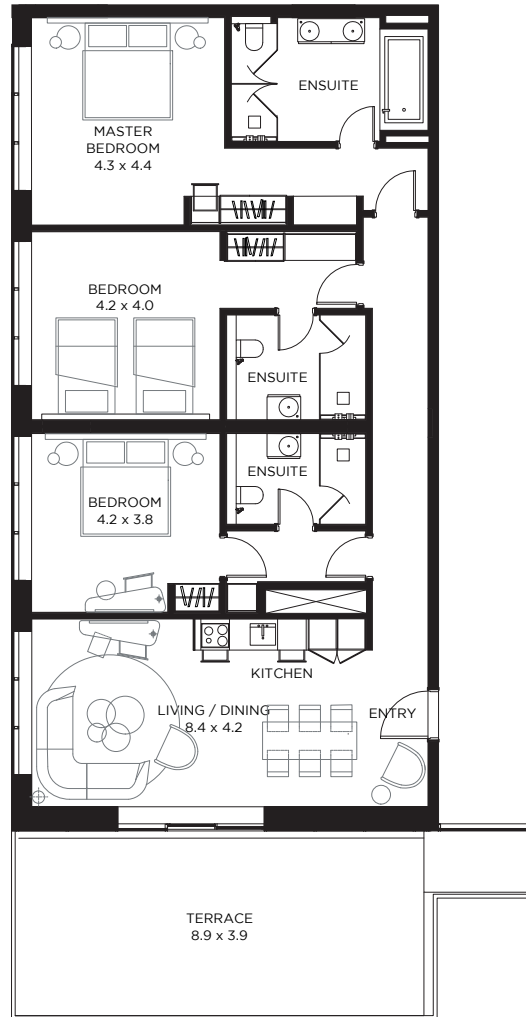 ENSUITE
MASTER
BEDROOM
4.3 x 4.4
BEDROOM
4.2 x 4.0
ENSUITE
ENSUITE
BEDROOM
4.2 x 3.8
KITCHEN
LIVING / DINING
8.4 x 4.2
ENTRY
TERRACE
8.9 x 3.9